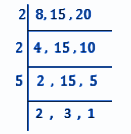 2 8,15,20
2 4, 15,10
5 2, 15, 5
2, 3, 1